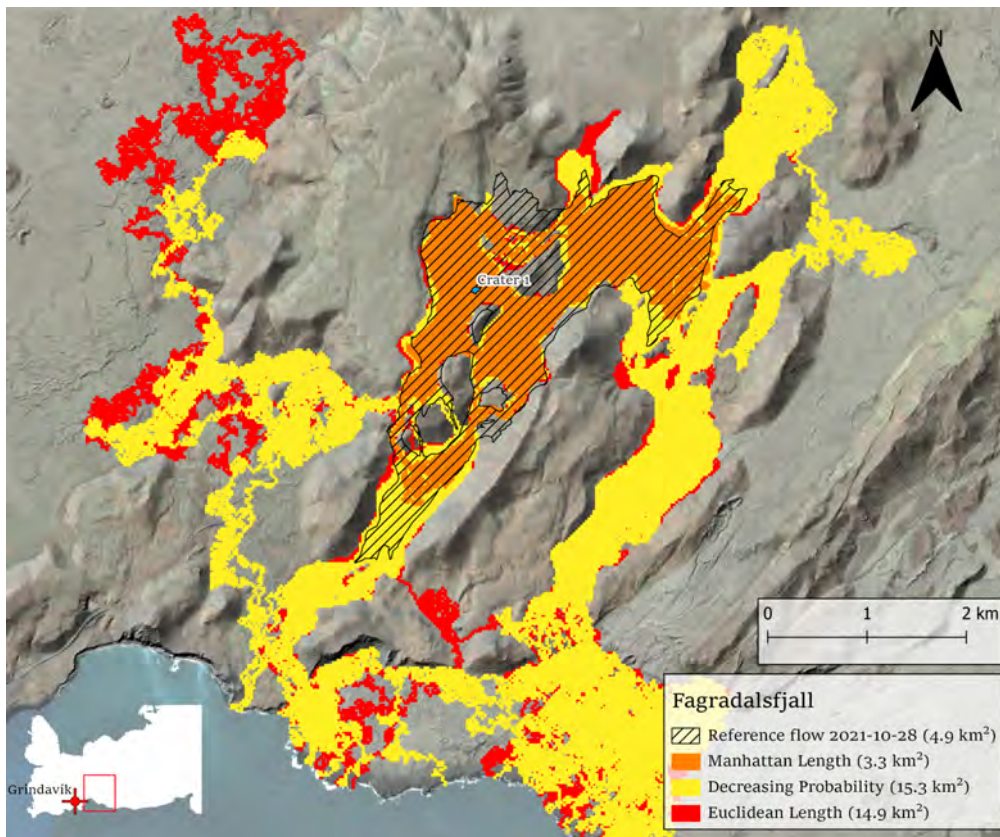 N
Crater 1
0 1 2 km
Fagradalsfjall
Reference flow 2021-10-28 (4.9 km²)
Manhattan Length (3.3 km²)
Decreasing Probability (15.3 km²)
Euclidean Length (14.9 km²)
Grindavik